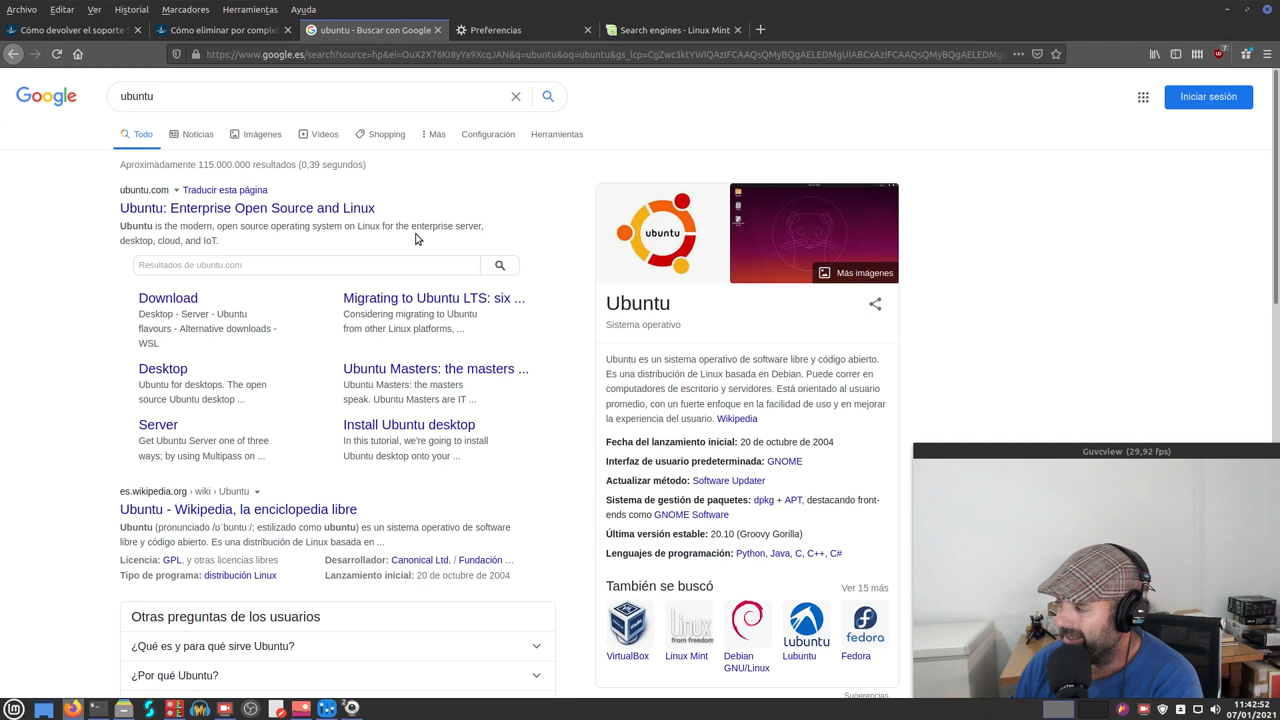 Archivo Editar Ver Historial Marcadores Herramientas Ayuda
Cómo devolver el soporte S
Cómo eliminar por complet
ubuntu - Buscar con Google
Preferencias
Search engines - Linux Mint
https://www.google.es/search?source=hp&ei=OuX2X76KI8yYa9XcqJAN&q=ubuntu&oq=ubuntu&gs_lcp=CgZwc3ktYWIQAzIFCAAQsQMyBQgAELEDMgUIABCxAzIFCAAQsQMyBQgAELEDMgU
7
Google
ubuntu
Iniciar sesión
Todo
Noticias
Imágenes
Vídeos
Shopping
Más
Configuración
Herramientas
Aproximadamente 115.000.000 resultados (0,39 segundos)
ubuntu.com
Traducir esta página
Ubuntu: Enterprise Open Source and Linux
Ubuntu is the modern, open source operating system on Linux for the enterprise server,
desktop, cloud, and IoT.
Resultados de ubuntu.com
Download
Desktop - Server - Ubuntu
flavours - Alternative downloads -
WSL
Migrating to Ubuntu LTS: six ...
Considering migrating to Ubuntu
from other Linux platforms, ...
Desktop
Ubuntu for desktops. The open
source Ubuntu desktop ...
Ubuntu Masters: the masters ...
Ubuntu Masters: the masters
speak. Ubuntu Masters are IT ...
Server
Get Ubuntu Server one of three
ways; by using Multipass on ...
Install Ubuntu desktop
In this tutorial, we're going to install
Ubuntu desktop onto your ...
es.wikipedia.org › wiki › Ubuntu
Ubuntu - Wikipedia, la enciclopedia libre
Ubuntu (pronunciado /ʊˈbʊntuː/; estilizado como ubuntu) es un sistema operativo de software
libre y código abierto. Es una distribución de Linux basada en ...
Licencia: GPL, y otras licencias libres
Desarrollador: Canonical Ltd. / Fundación ...
Tipo de programa: distribución Linux
Lanzamiento inicial: 20 de octubre de 2004
Otras preguntas de los usuarios
¿Qué es y para qué sirve Ubuntu?
¿Por qué Ubuntu?
ubuntu
Más imágenes
Ubuntu
Sistema operativo
Ubuntu es un sistema operativo de software libre y código abierto.
Es una distribución de Linux basada en Debian. Puede correr en
computadores de escritorio y servidores. Está orientado al usuario
promedio, con un fuerte enfoque en la facilidad de uso y en mejorar
la experiencia del usuario. Wikipedia
Fecha del lanzamiento inicial: 20 de octubre de 2004
Interfaz de usuario predeterminada: GNOME
Actualizar método: Software Updater
Sistema de gestión de paquetes: dpkg + APT, destacando front-
ends como GNOME Software
Última versión estable: 20.10 (Groovy Gorilla)
Lenguajes de programación: Python, Java, C, C++, C#
También se buscó
Ver 15 más
linux
from freedom
lubuntu
fedora
VirtualBox
Linux Mint
Debian
GNU/Linux
Lubuntu
Fedora
Sugerencias
Guvcview (29,92 fps)
11:42:52
07/01/2021